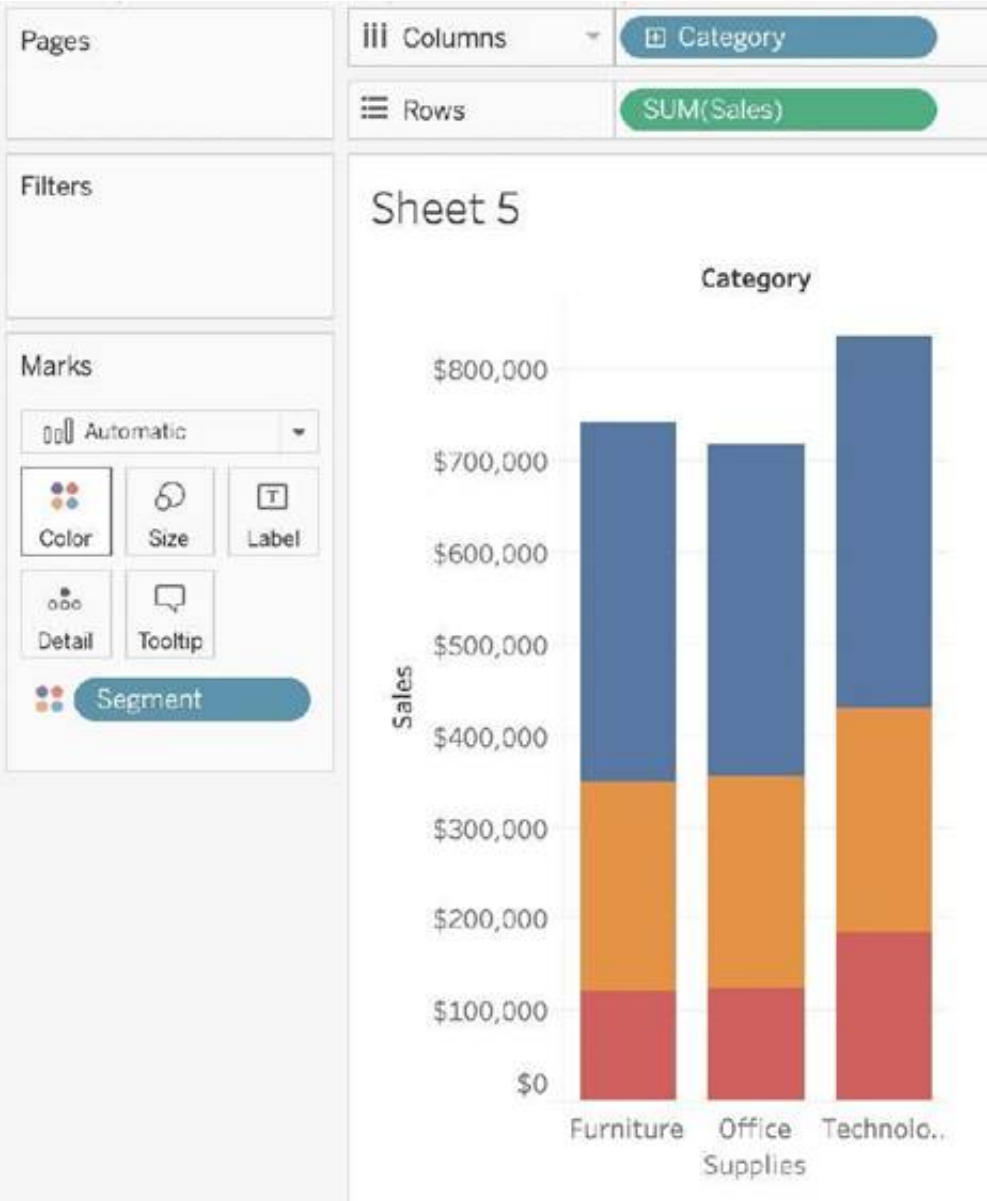 Pages
Columns
Category
Rows
SUM(Sales)
Filters
Sheet 5
Category
Marks
Automatic
Color Size Label
Detail Tooltip
Segment
Sales
$800,000
$700,000
$600,000
$500,000
$400,000
$300,000
$200,000
$100,000
$0
Furniture Office Technolo..
Supplies